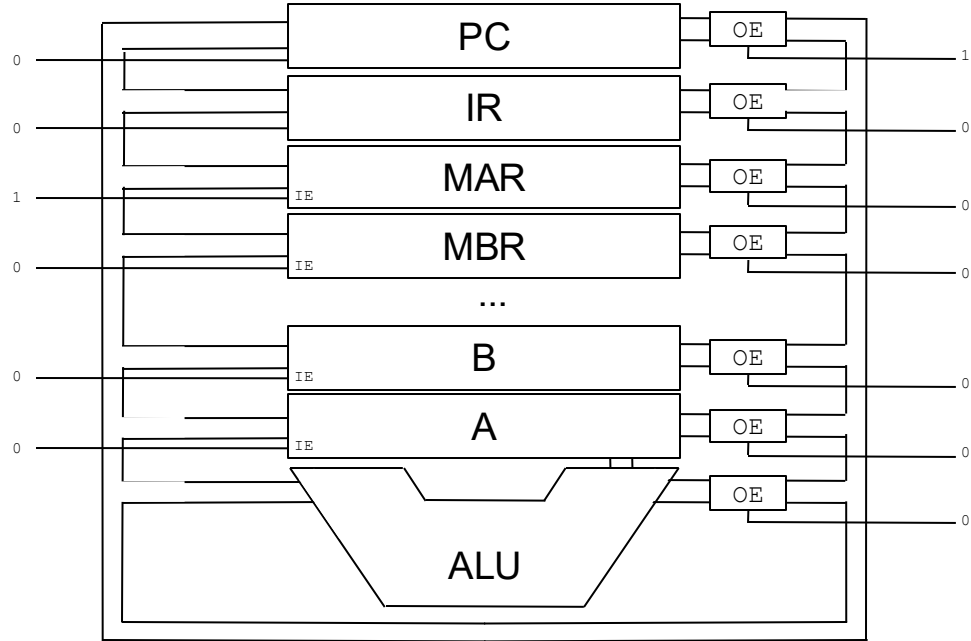 PC OE
0 1
IR OE
0 0
MAR OE
1 IE 0
MBR OE
0 IE 0
...
B OE
0 IE 0
A OE
0 IE 0
OE
0
ALU